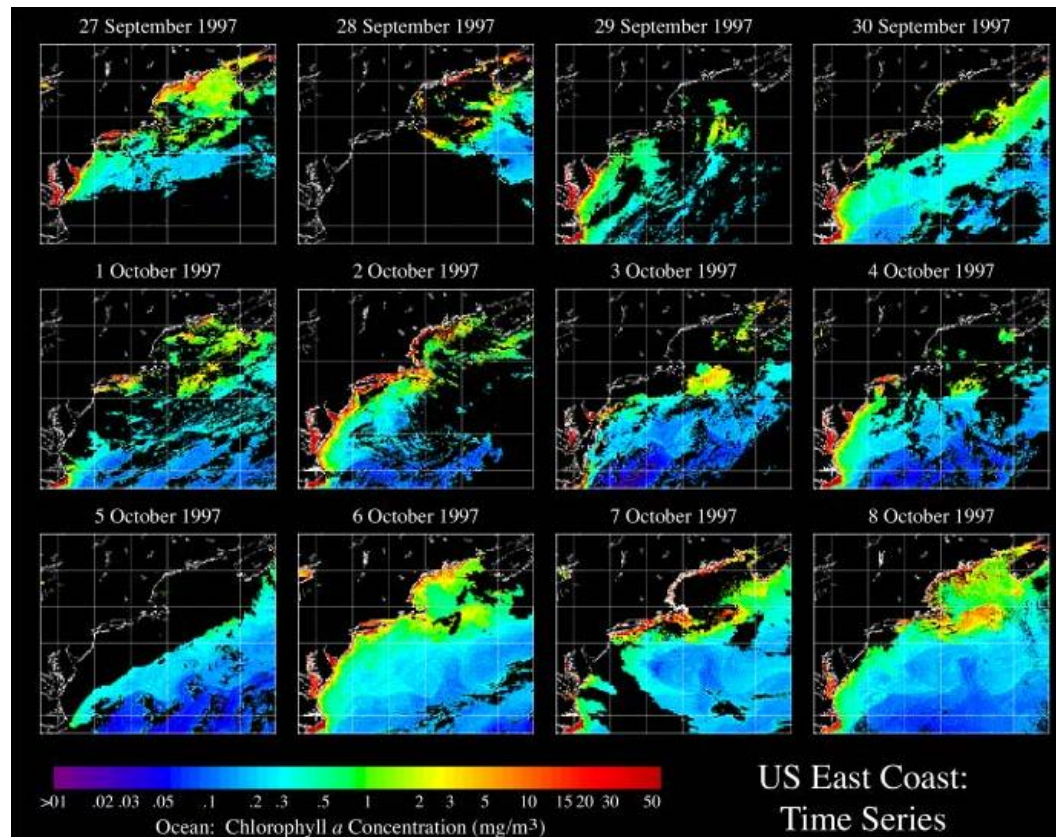 27 September 1997
28 September 1997
29 September 1997
30 September 1997
1 October 1997
2 October 1997
3 October 1997
4 October 1997
5 October 1997
6 October 1997
7 October 1997
8 October 1997
>01 .02 .03 .05 .1 .2 .3 .5 1 2 3 5 10 15 20 30 50
Ocean: Chlorophyll a Concentration (mg/m³)
US East Coast:
Time Series